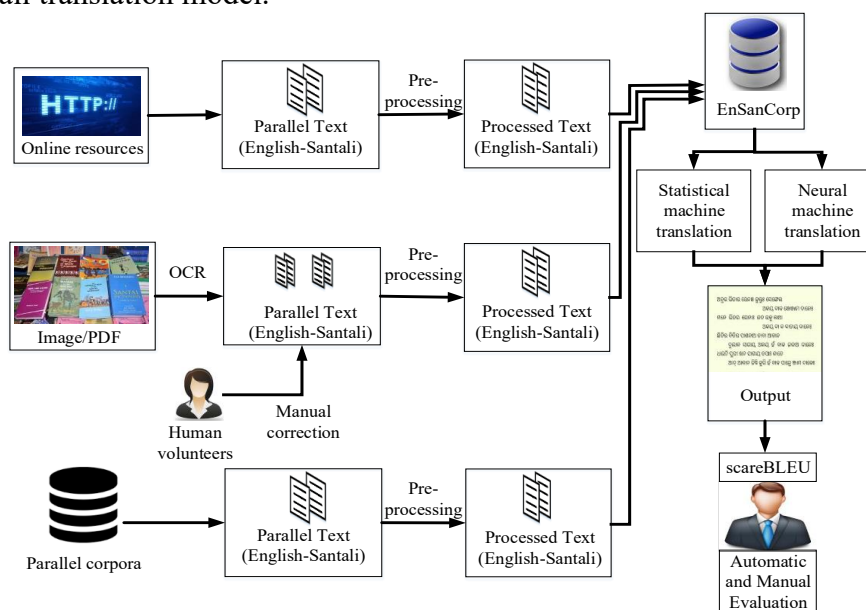 an translation model.
HTTP://
Online resources
Parallel Text
(English-Santali)
Pre-
processing
Processed Text
(English-Santali)
EnSanCorp
Statistical
machine
translation
Neural
machine
translation
Image/PDF
OCR
Parallel Text
(English-Santali)
Pre-
processing
Processed Text
(English-Santali)
Human
volunteers
Manual
correction
Output
scareBLEU
Automatic
and Manual
Evaluation
Parallel corpora
Parallel Text
(English-Santali)
Pre-
processing
Processed Text
(English-Santali)